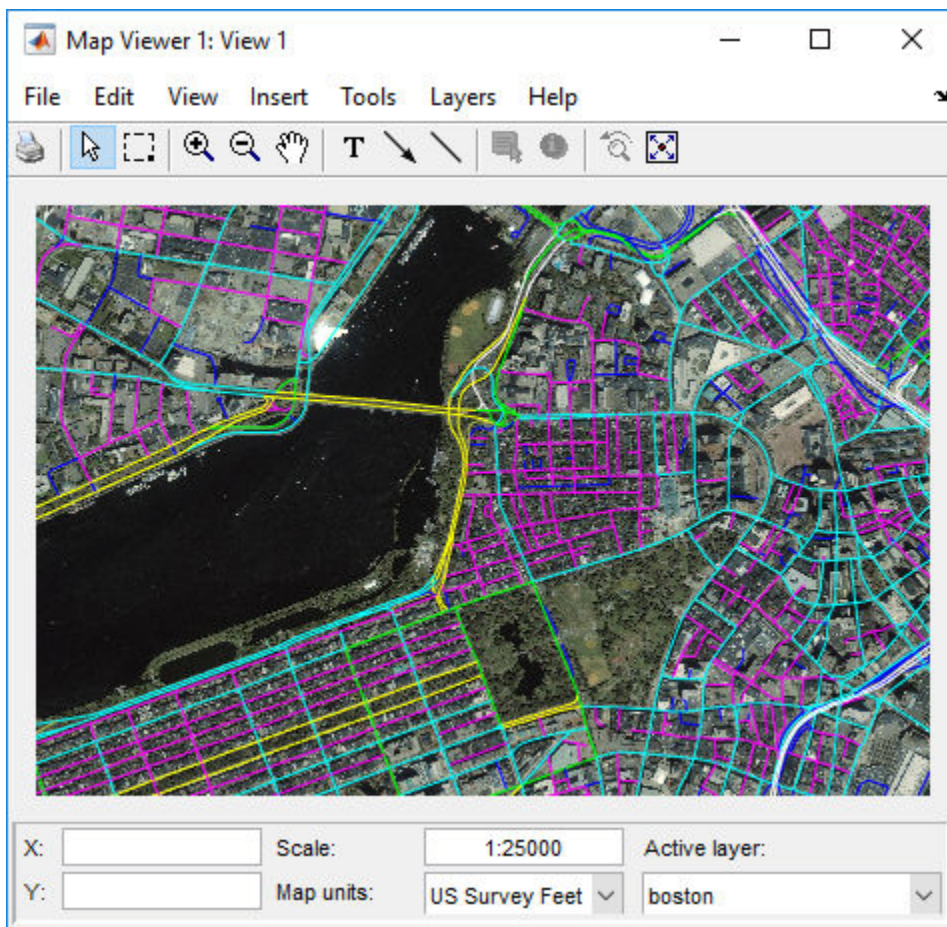 Map Viewer 1: View 1
File Edit View Insert Tools Layers Help
T
X: Scale: 1:25000 Active layer:
Y: Map units: US Survey Feet boston